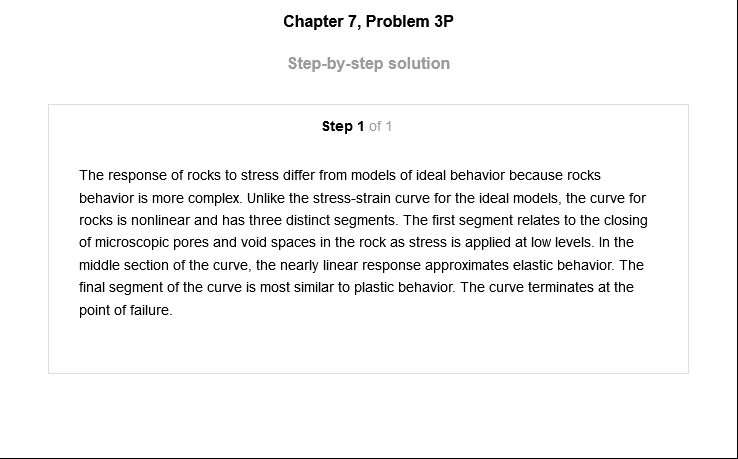 Chapter 7, Problem 3P
Step-by-step solution
Step 1 of 1
The response of rocks to stress differ from models of ideal behavior because rocks
behavior is more complex. Unlike the stress-strain curve for the ideal models, the curve for
rocks is nonlinear and has three distinct segments. The first segment relates to the closing
of microscopic pores and void spaces in the rock as stress is applied at low levels. In the
middle section of the curve, the nearly linear response approximates elastic behavior. The
final segment of the curve is most similar to plastic behavior. The curve terminates at the
point of failure.